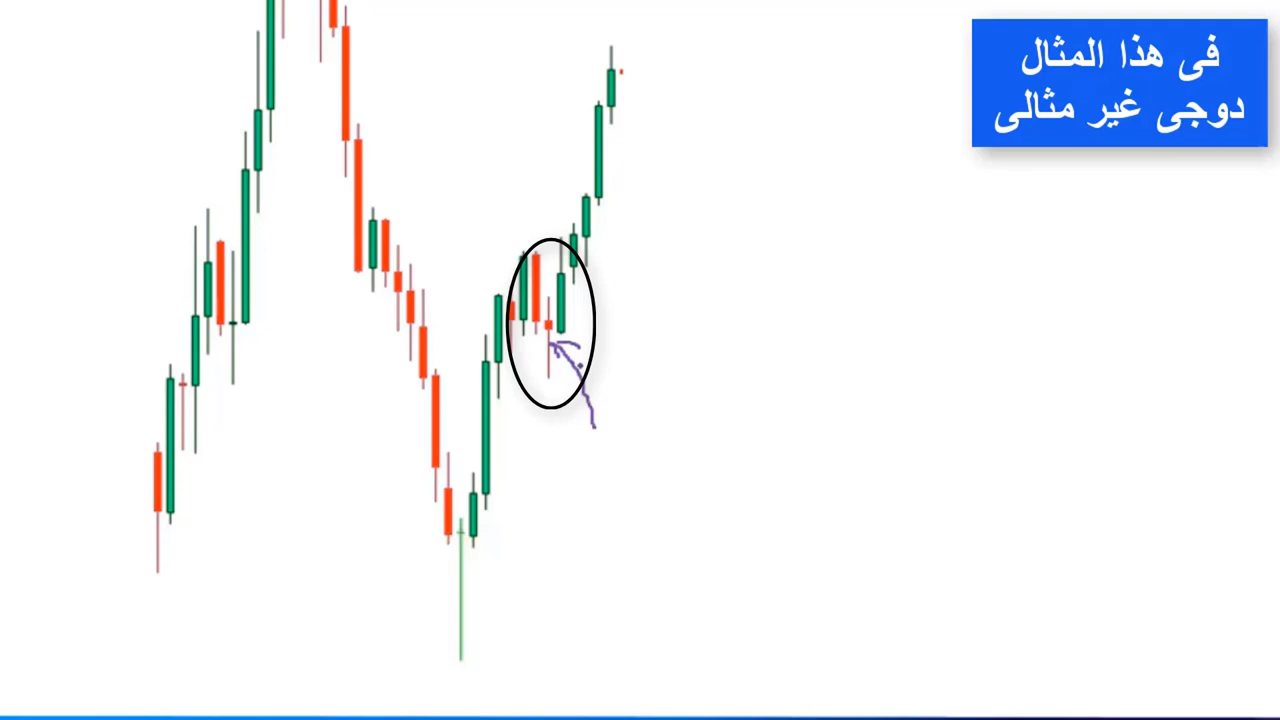 فى هذا المثال
دوجى غير مثالى